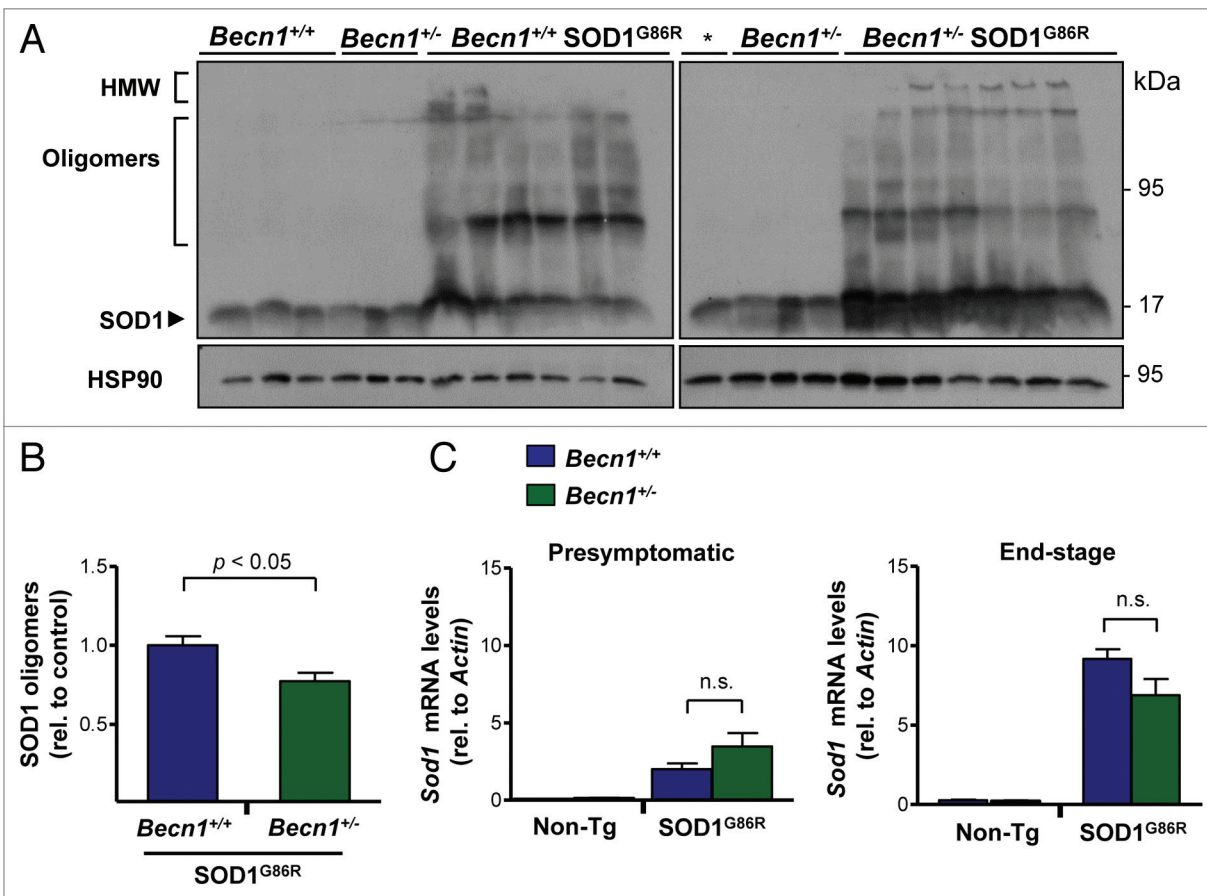 A
Becn1+/+ Becn1+/- Becn1+/+ SOD1G86R * Becn1+/- Becn1+/- SOD1G86R
HMW
kDa
Oligomers
- 95
SOD1
- 17
HSP90
- 95
B
C
Becn1+/+
Becn1+/-
SOD1 oligomers
(rel. to control)
1.5
1.0
0.5
p < 0.05
Becn1+/+ Becn1+/-
SOD1G86R
Presymptomatic
Sod1 mRNA levels
(rel. to Actin)
15
10
5
0
n.s.
Non-Tg SOD1G86R
End-stage
Sod1 mRNA levels
(rel. to Actin)
15
10
5
0
n.s.
Non-Tg SOD1G86R